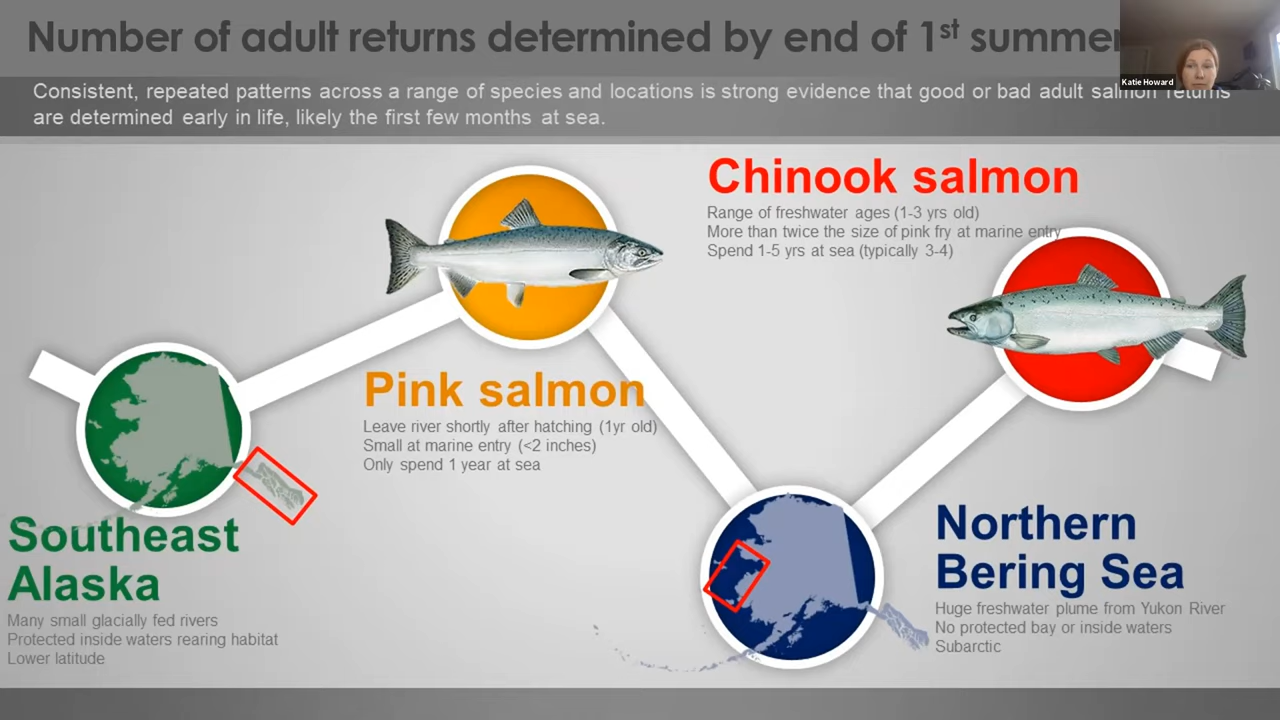 Number of adult returns determined by end of 1st summer
Katie Howard
Consistent, repeated patterns across a range of species and locations is strong evidence that good or bad adult salmon returns
are determined early in life, likely the first few months at sea.
Chinook salmon
Range of freshwater ages (1-3 yrs old)
More than twice the size of pink fry at marine entry
Spend 1-5 yrs at sea (typically 3-4)
Pink salmon
Leave river shortly after hatching (1yr old)
Small at marine entry (<2 inches)
Only spend 1 year at sea
Southeast
Alaska
Many small glacially fed rivers
Protected inside waters rearing habitat
Lower latitude
Northern
Bering Sea
Huge freshwater plume from Yukon River
No protected bay or inside waters
Subarctic